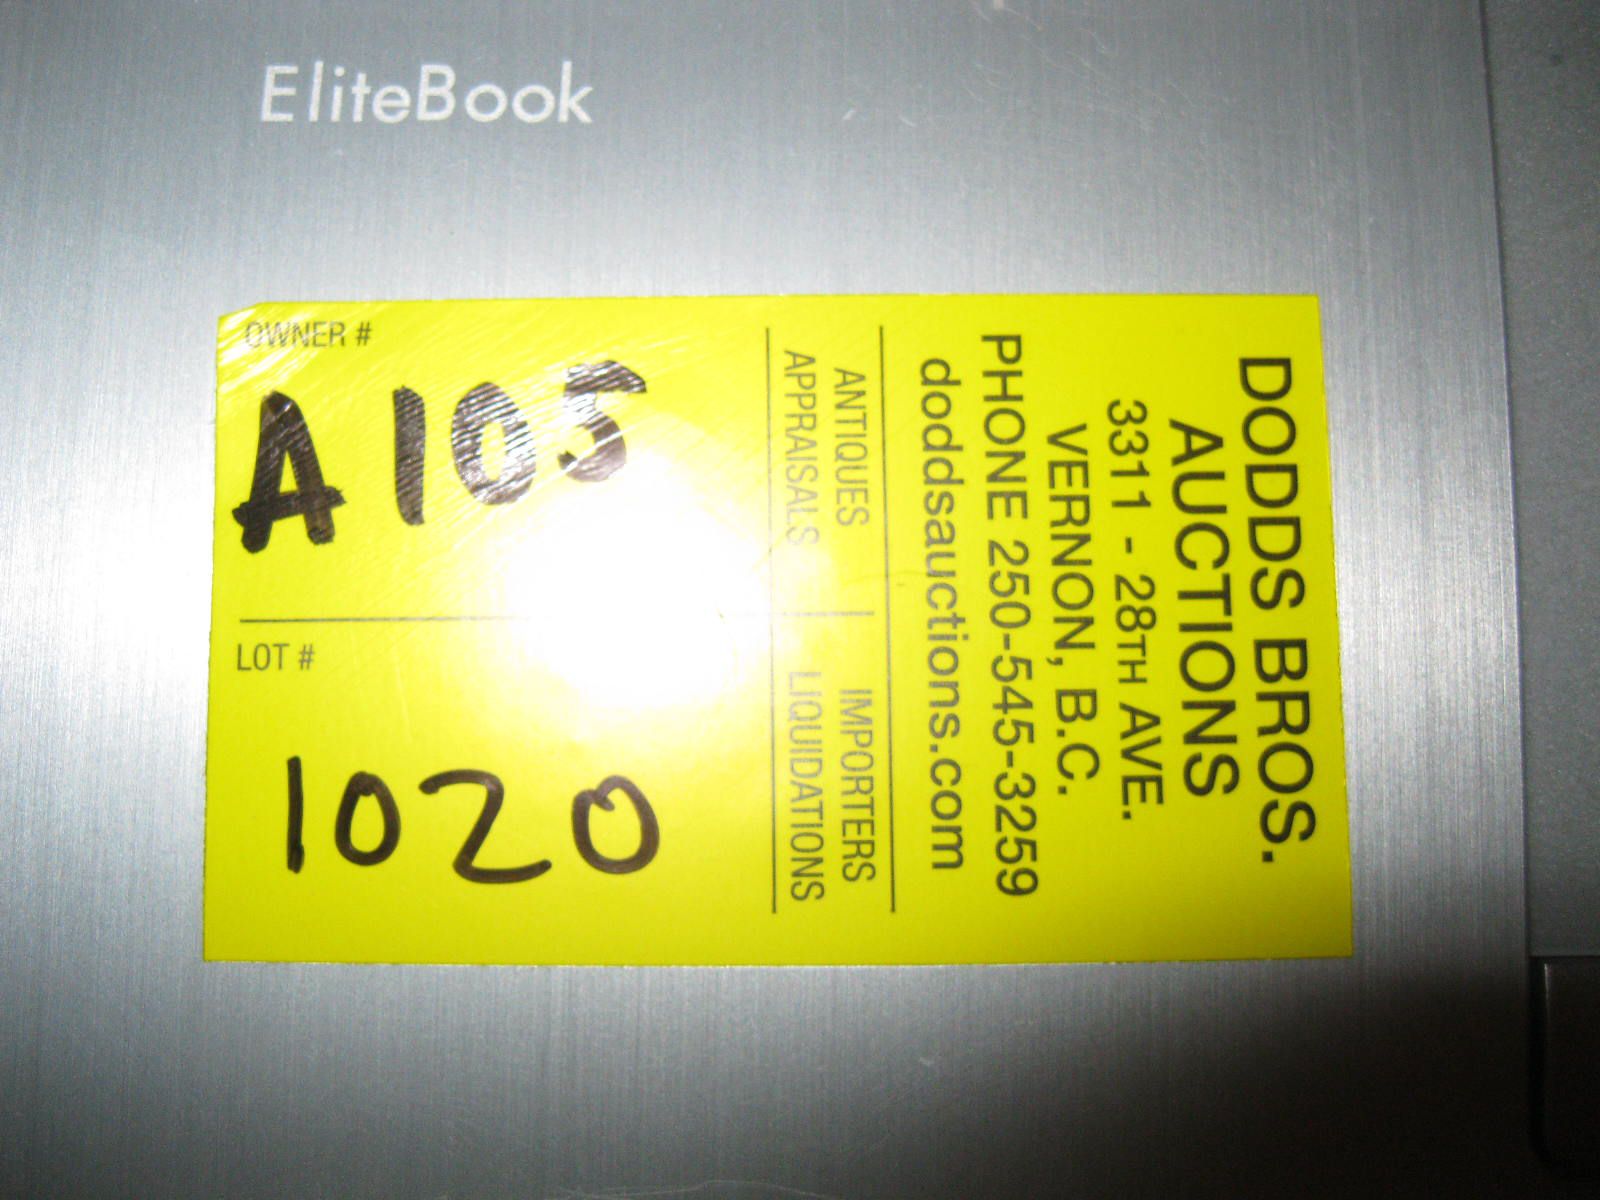 EliteBook
OWNER #
A105
LOT #
1020
DODDS BROS.
AUCTIONS
3311 - 28TH AVE.
VERNON, B.C.
PHONE 250-545-3259
doddsauctions.com
ANTIQUES | IMPORTERS
APPRAISALS | LIQUIDATIONS